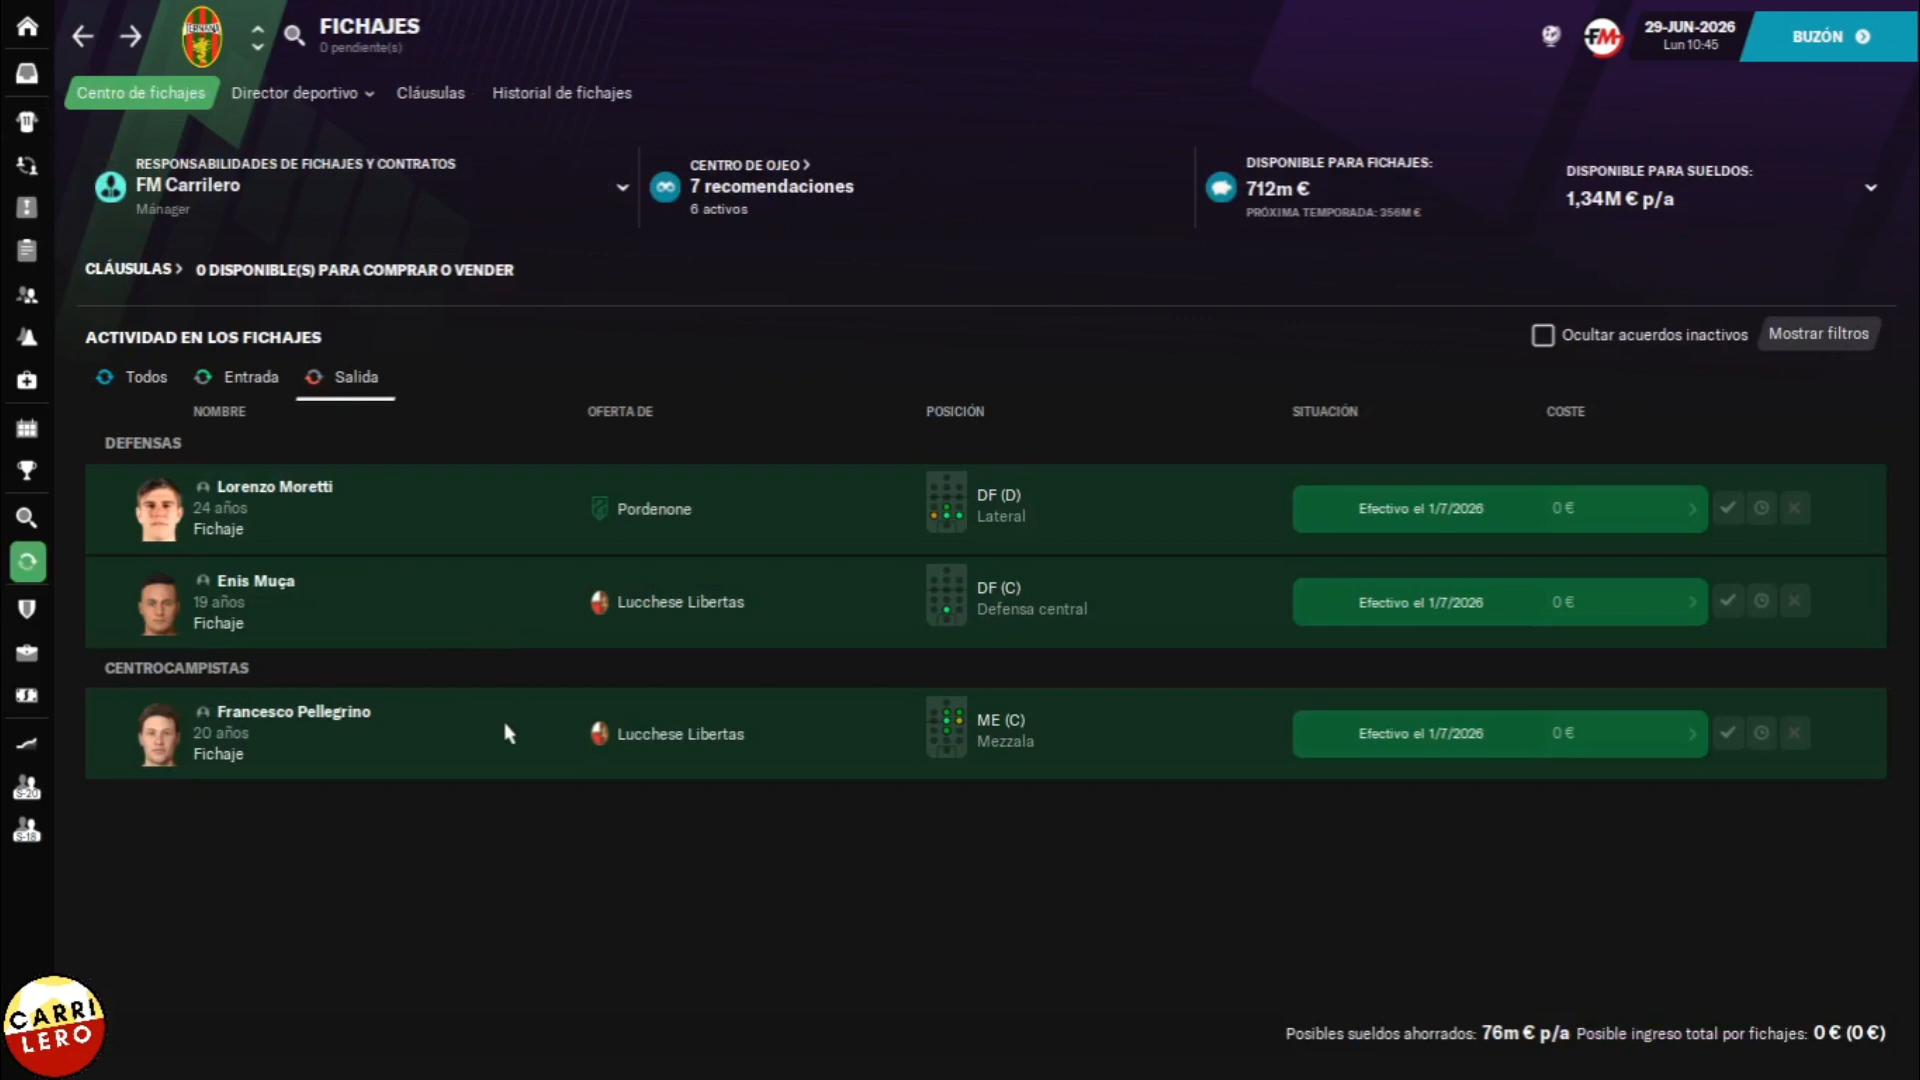 FICHAJES
0 pendiente(s)
29-JUN-2026
Lun 10:45
BUZÓN
TERNANA
FM
Centro de fichajes
Director deportivo
Cláusulas
Historial de fichajes
RESPONSABILIDADES DE FICHAJES Y CONTRATOS
FM Carrilero
Mánager
CENTRO DE OJEO >
7 recomendaciones
6 activos
DISPONIBLE PARA FICHAJES:
712m €
PRÓXIMA TEMPORADA: 356M €
DISPONIBLE PARA SUELDOS:
1,34M € p/a
CLÁUSULAS > 0 DISPONIBLE(S) PARA COMPRAR O VENDER
ACTIVIDAD EN LOS FICHAJES
Ocultar acuerdos inactivos
Mostrar filtros
Todos
Entrada
Salida
NOMBRE
OFERTA DE
POSICIÓN
SITUACIÓN
COSTE
DEFENSAS
Lorenzo Moretti
24 años
Fichaje
Pordenone
DF (D)
Lateral
Efectivo el 1/7/2026
0 €
Enis Muça
19 años
Fichaje
Lucchese Libertas
DF (C)
Defensa central
Efectivo el 1/7/2026
0 €
CENTROCAMPISTAS
Francesco Pellegrino
20 años
Fichaje
Lucchese Libertas
ME (C)
Mezzala
Efectivo el 1/7/2026
0 €
S-20
S-18
CARRI
LERO
Posibles sueldos ahorrados: 76m € p/a Posible ingreso total por fichajes: 0 € (0 €)